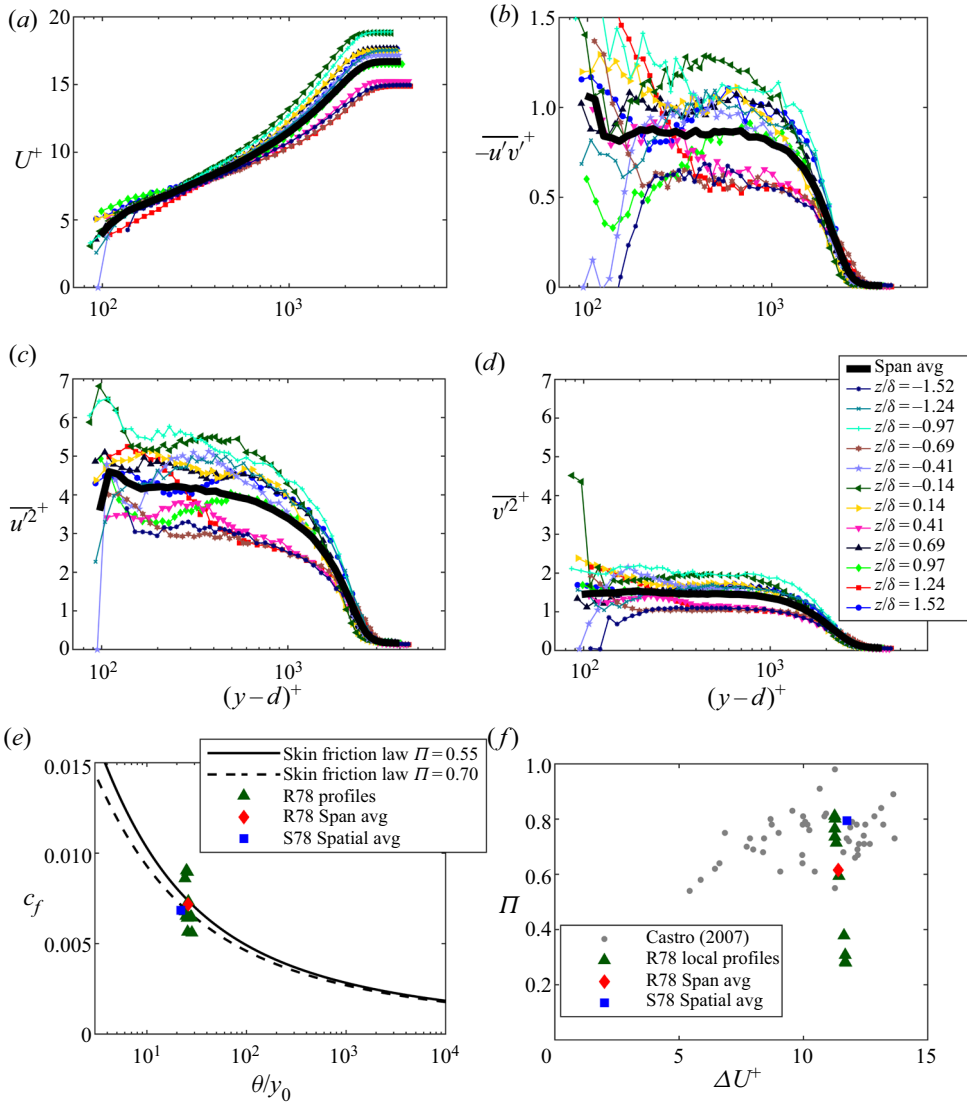 (a)
20
15
10
5
0
U+
10²
10³
(b)
1.5
1.0
0.5
0
–u′v′+
10²
10³
(c)
7
6
5
4
3
2
1
0
u′²+
10²
10³
(y – d)+
(d)
7
6
5
4
3
2
1
0
v′²+
10²
10³
(y – d)+
Span avg
z/δ = –1.52
z/δ = –1.24
z/δ = –0.97
z/δ = –0.69
z/δ = –0.41
z/δ = –0.14
z/δ = 0.14
z/δ = 0.41
z/δ = 0.69
z/δ = 0.97
z/δ = 1.24
z/δ = 1.52
(e)
0.015
0.010
0.005
0
cf
10¹
10²
10³
10⁴
θ/y₀
Skin friction law Π = 0.55
Skin friction law Π = 0.70
R78 profiles
R78 Span avg
S78 Spatial avg
(f)
1.0
0.8
0.6
0.4
0.2
Π
0
5
10
15
ΔU+
Castro (2007)
R78 local profiles
R78 Span avg
S78 Spatial avg